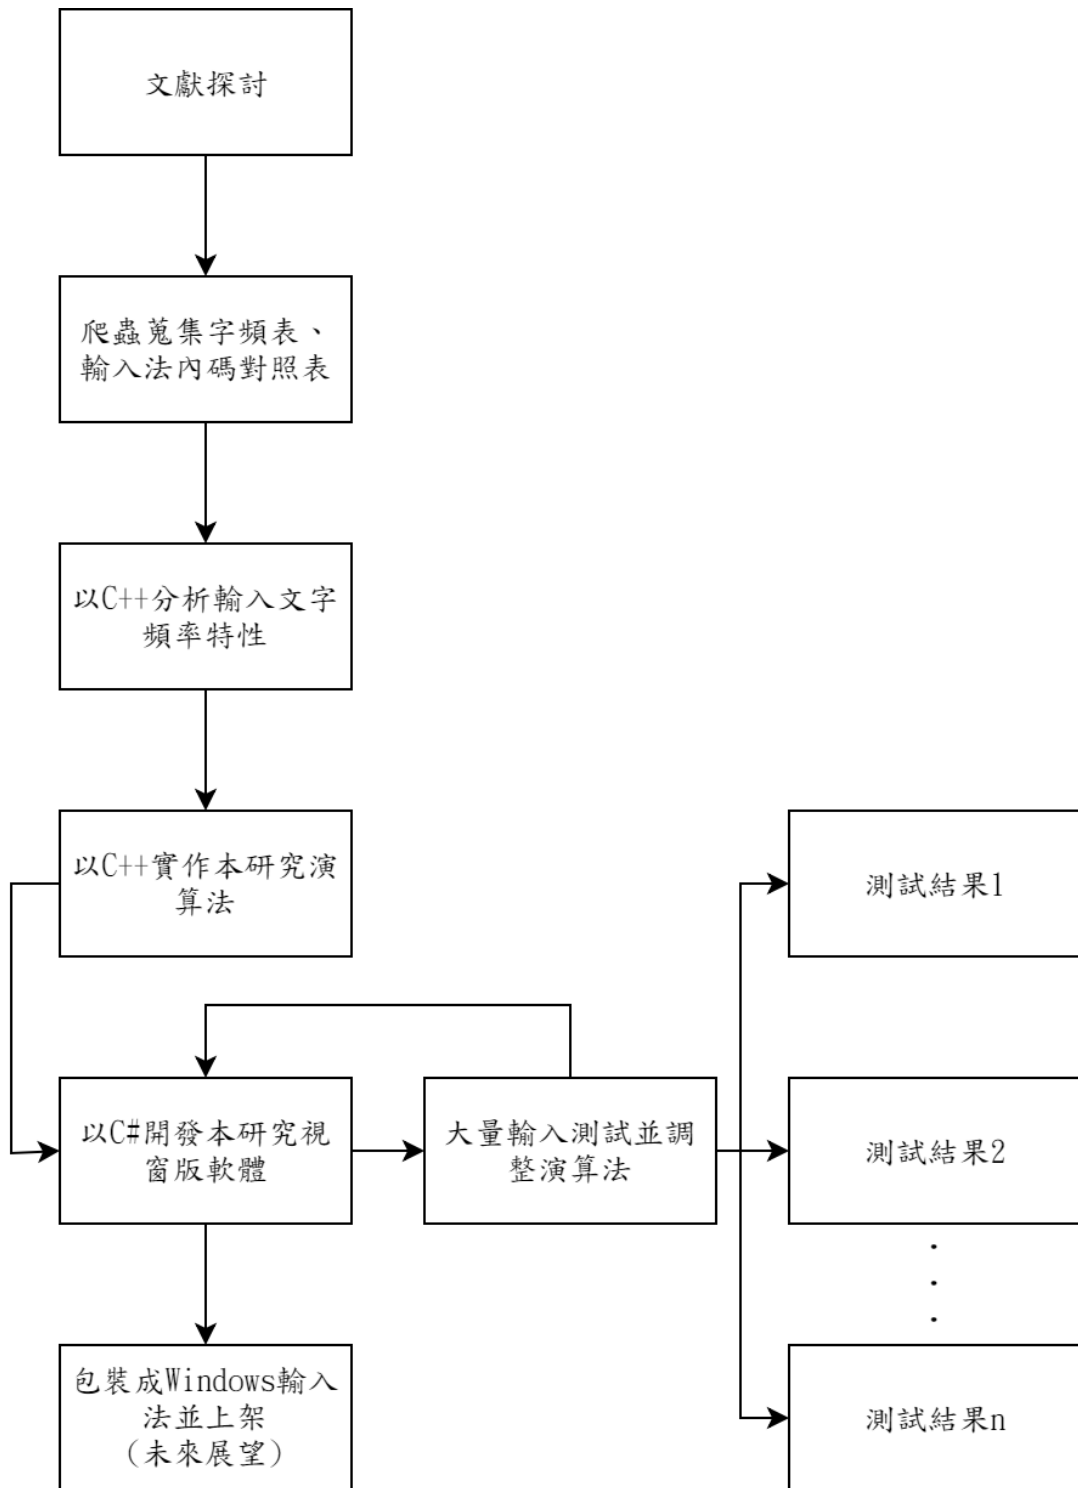 文獻探討
爬蟲蒐集字頻表、
輸入法內碼對照表
以C++分析輸入文字
頻率特性
以C++實作本研究演
算法
測試結果1
以C#開發本研究視
窗版軟體
大量輸入測試並調
整演算法
測試結果2
包裝成Windows輸入
法並上架
(未來展望)
測試結果n